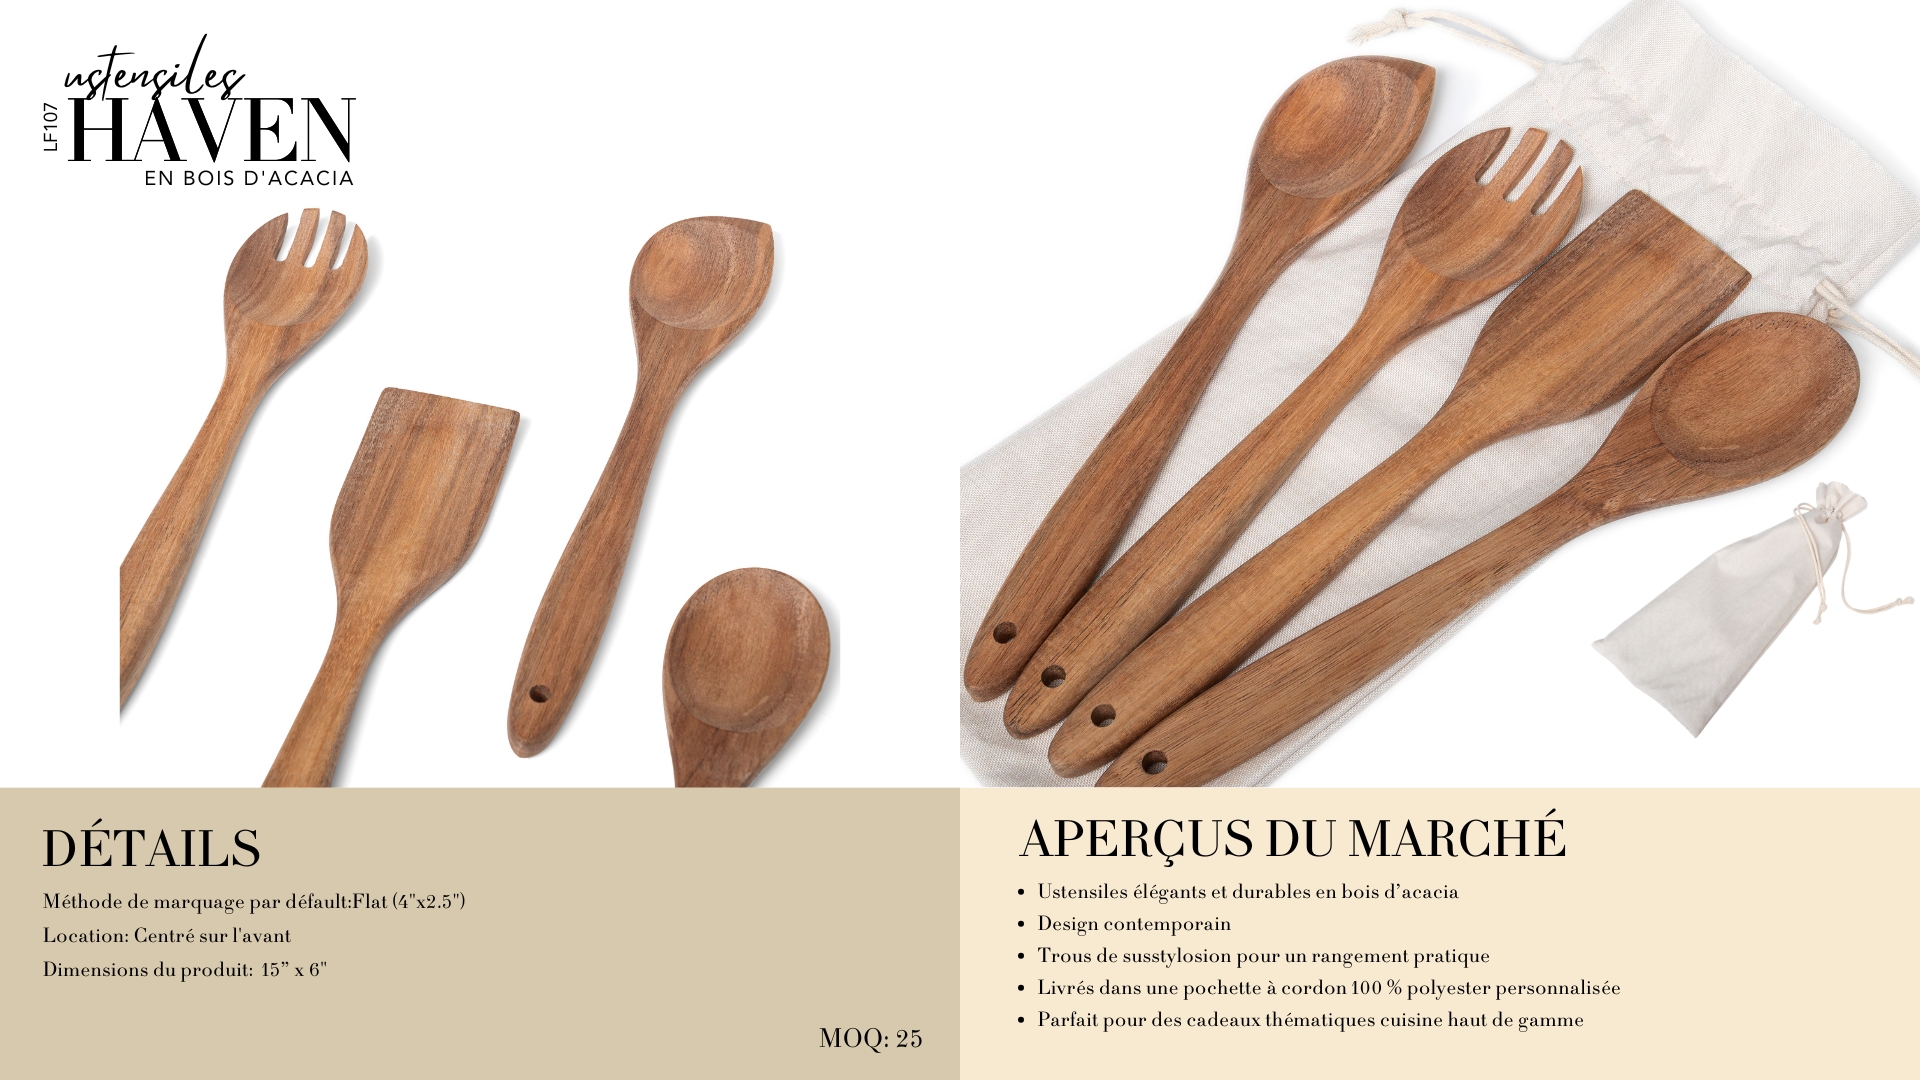 ustensiles
HAVEN
LF107
EN BOIS D'ACACIA
DÉTAILS
Méthode de marquage par défault:Flat (4"x2.5")
Location: Centré sur l'avant
Dimensions du produit: 15” x 6"
MOQ: 25
APERÇUS DU MARCHÉ
• Ustensiles élégants et durables en bois d’acacia
• Design contemporain
• Trous de susstylosion pour un rangement pratique
• Livrés dans une pochette à cordon 100 % polyester personnalisée
• Parfait pour des cadeaux thématiques cuisine haut de gamme